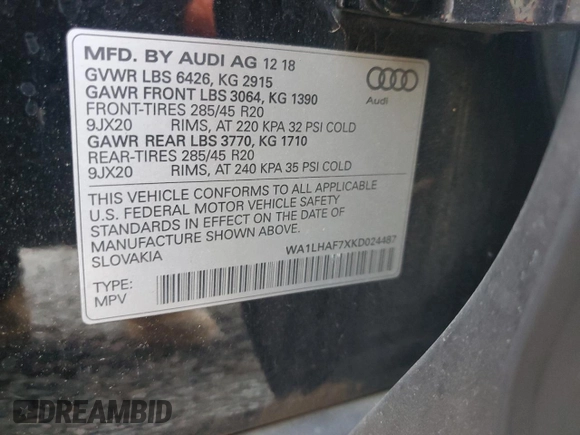 MFD. BY AUDI AG 12 18
GVWR LBS 6426, KG 2915
GAWR FRONT LBS 3064, KG 1390
FRONT-TIRES 285/45 R20
9JX20 RIMS, AT 220 KPA 32 PSI COLD
GAWR REAR LBS 3770, KG 1710
REAR-TIRES 285/45 R20
9JX20 RIMS, AT 240 KPA 35 PSI COLD
Audi
THIS VEHICLE CONFORMS TO ALL APPLICABLE
U.S. FEDERAL MOTOR VEHICLE SAFETY
STANDARDS IN EFFECT ON THE DATE OF
MANUFACTURE SHOWN ABOVE.
SLOVAKIA
WA1LHAF7XKD024487
TYPE:
MPV
DREAMBID